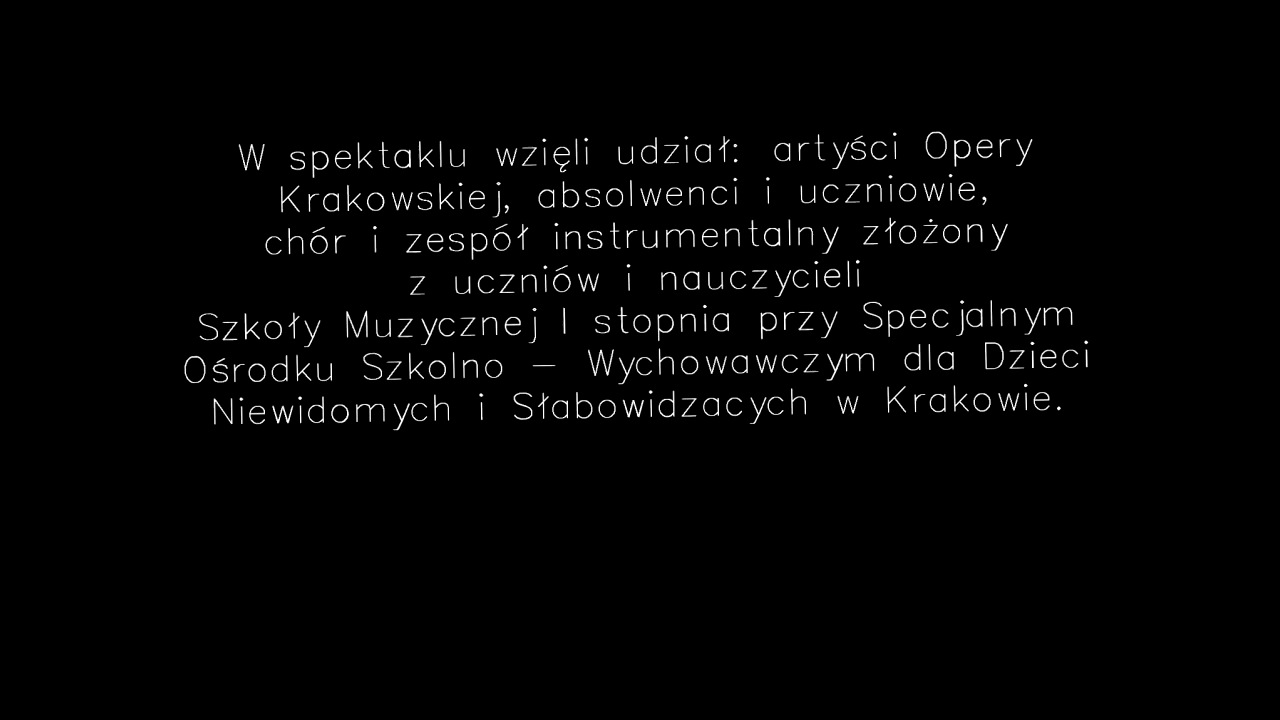 W spektaklu wzięli udział: artyści Opery
Krakowskiej, absolwenci i uczniowie,
chór i zespół instrumentalny złożony
z uczniów i nauczycieli
Szkoły Muzycznej I stopnia przy Specjalnym
Ośrodku Szkolno – Wychowawczym dla Dzieci
Niewidomych i Słabowidzacych w Krakowie.